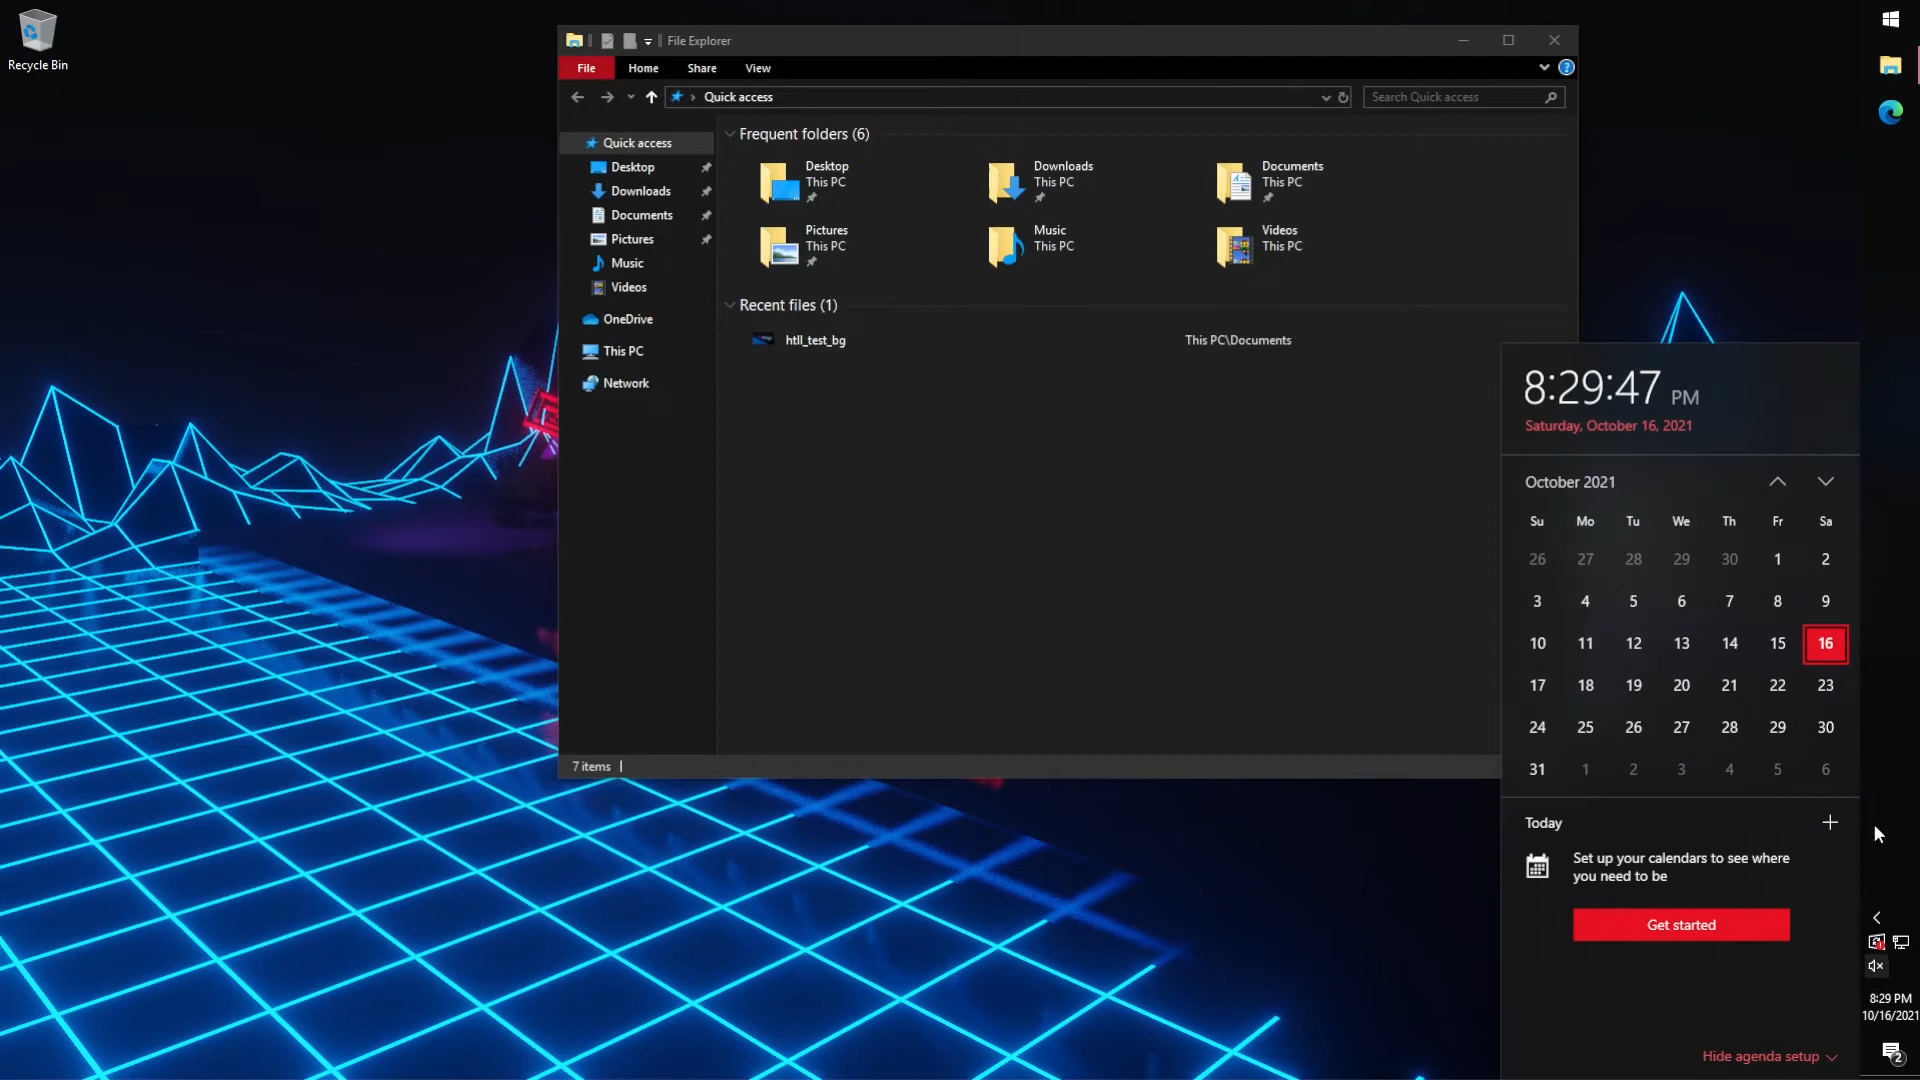 Recycle Bin
File Explorer
File
Home
Share
View
?
Quick access
Search Quick access
Quick access
Desktop
Downloads
Documents
Pictures
Music
Videos
OneDrive
This PC
Network
Frequent folders (6)
Desktop
This PC
Downloads
This PC
Documents
This PC
Pictures
This PC
Music
This PC
Videos
This PC
Recent files (1)
htll_test_bg
This PC\Documents
7 items
8:29:47 PM
Saturday, October 16, 2021
October 2021
Su Mo Tu We Th Fr Sa
26 27 28 29 30 1 2
3 4 5 6 7 8 9
10 11 12 13 14 15 16
17 18 19 20 21 22 23
24 25 26 27 28 29 30
31 1 2 3 4 5 6
Today
Set up your calendars to see where
you need to be
Get started
Hide agenda setup
8:29 PM
10/16/2021
2